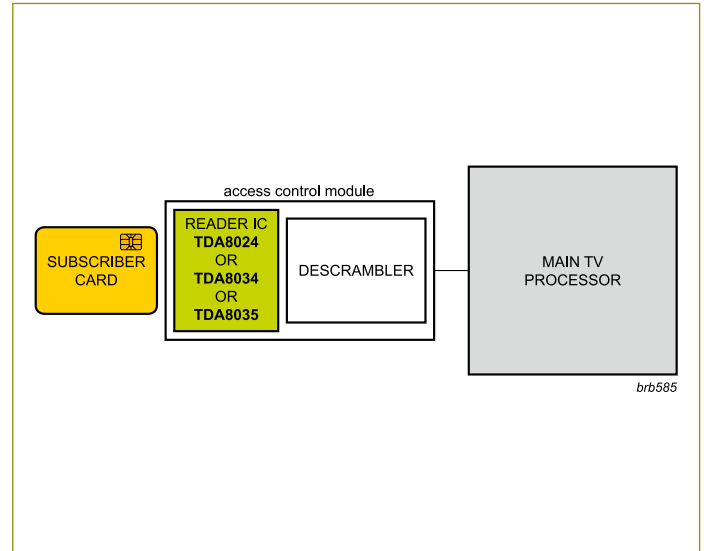 access control module
SUBSCRIBER
CARD
READER IC
TDA8024
OR
TDA8034
OR
TDA8035
DESCRAMBLER
MAIN TV
PROCESSOR
brb585